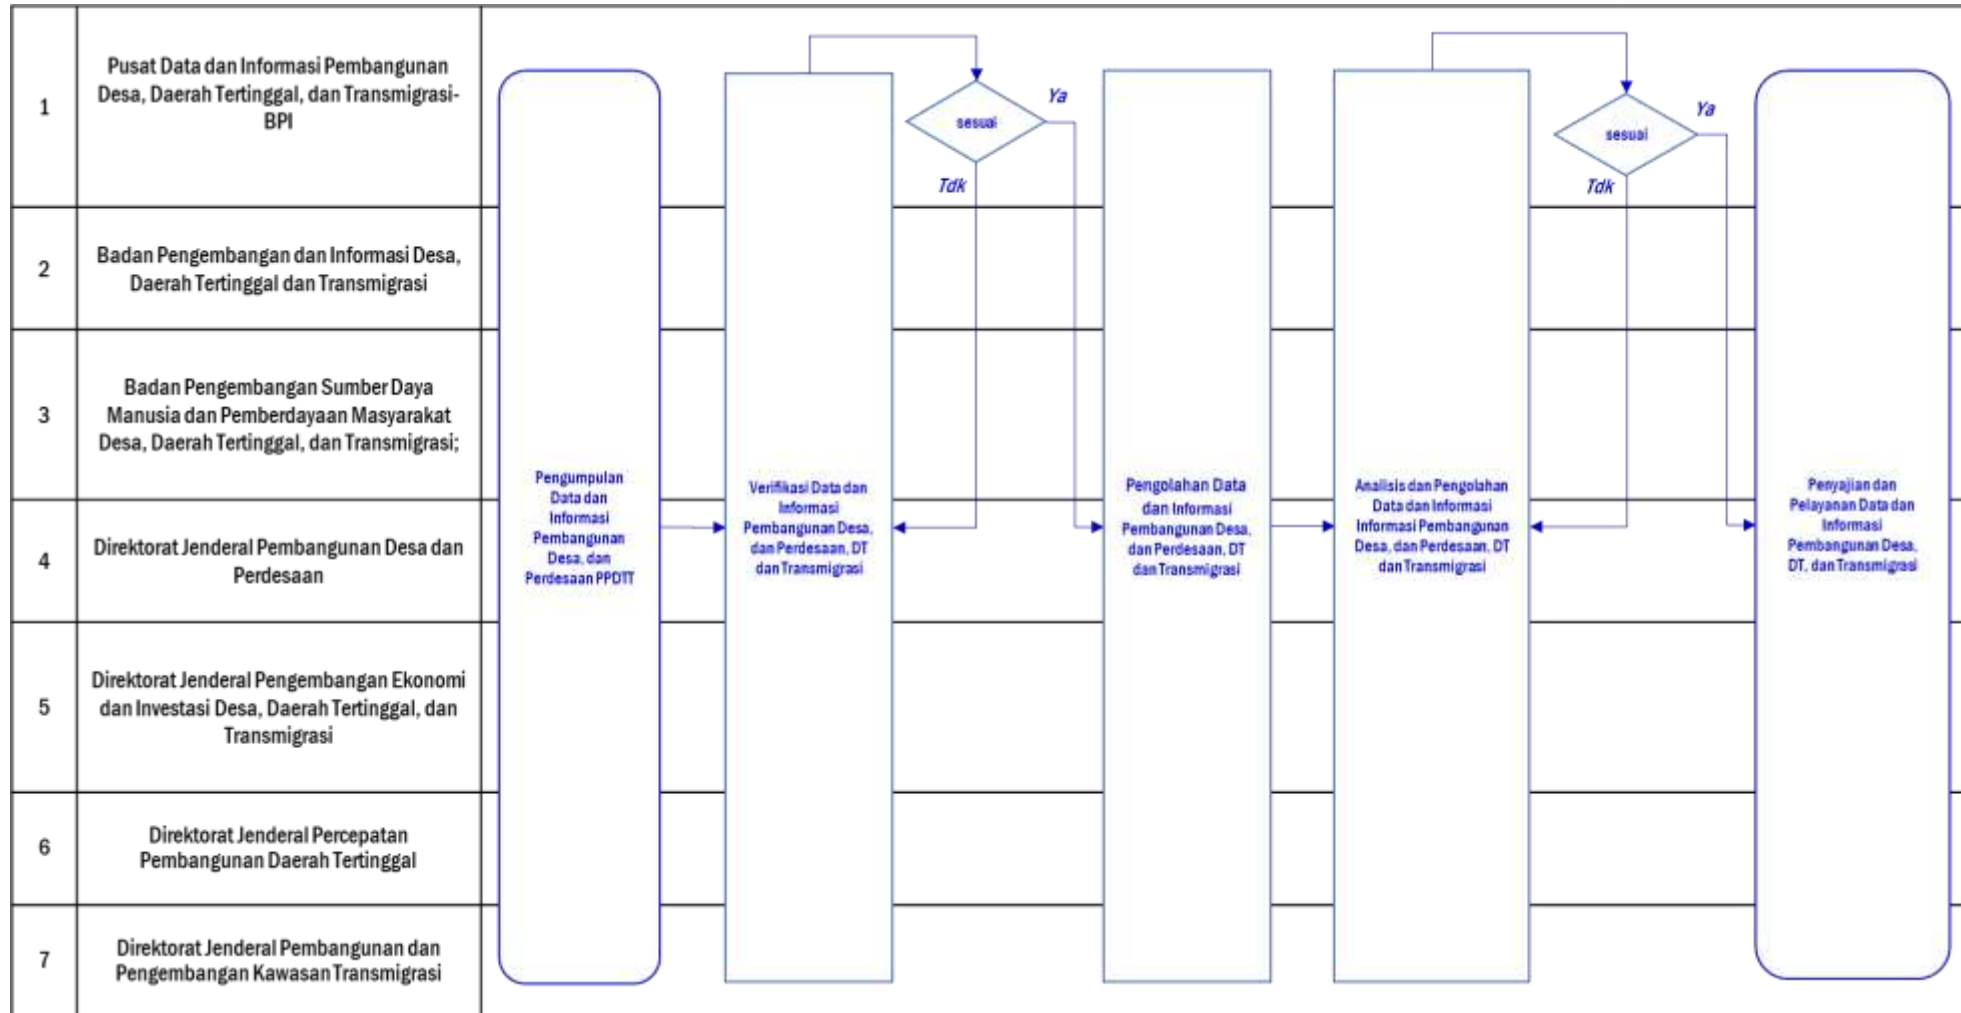 1
Pusat Data dan Informasi Pembangunan
Desa, Daerah Tertinggal, dan Transmigrasi-
BPI
2
Badan Pengembangan dan Informasi Desa,
Daerah Tertinggal dan Transmigrasi
3
Badan Pengembangan Sumber Daya
Manusia dan Pemberdayaan Masyarakat
Desa, Daerah Tertinggal, dan Transmigrasi;
4
Direktorat Jenderal Pembangunan Desa dan
Perdesaan
5
Direktorat Jenderal Pengembangan Ekonomi
dan Investasi Desa, Daerah Tertinggal, dan
Transmigrasi
6
Direktorat Jenderal Percepatan
Pembangunan Daerah Tertinggal
7
Direktorat Jenderal Pembangunan dan
Pengembangan Kawasan Transmigrasi
Pengumpulan
Data dan
Informasi
Pembangunan
Desa, dan
Perdesaan PPDTT
Verifikasi Data dan
Informasi
Pembangunan Desa,
dan Perdesaan, DT
dan Transmigrasi
sesuai
Ya
Tdk
Pengolahan Data
dan Informasi
Pembangunan Desa,
dan Perdesaan, DT
dan Transmigrasi
Analisis dan Pengolahan
Data dan Informasi
Informasi Pembangunan
Desa, dan Perdesaan, DT
dan Transmigrasi
sesuai
Ya
Tdk
Penyajian dan
Pelayanan Data dan
Informasi
Pembangunan Desa,
DT, dan Transmigrasi